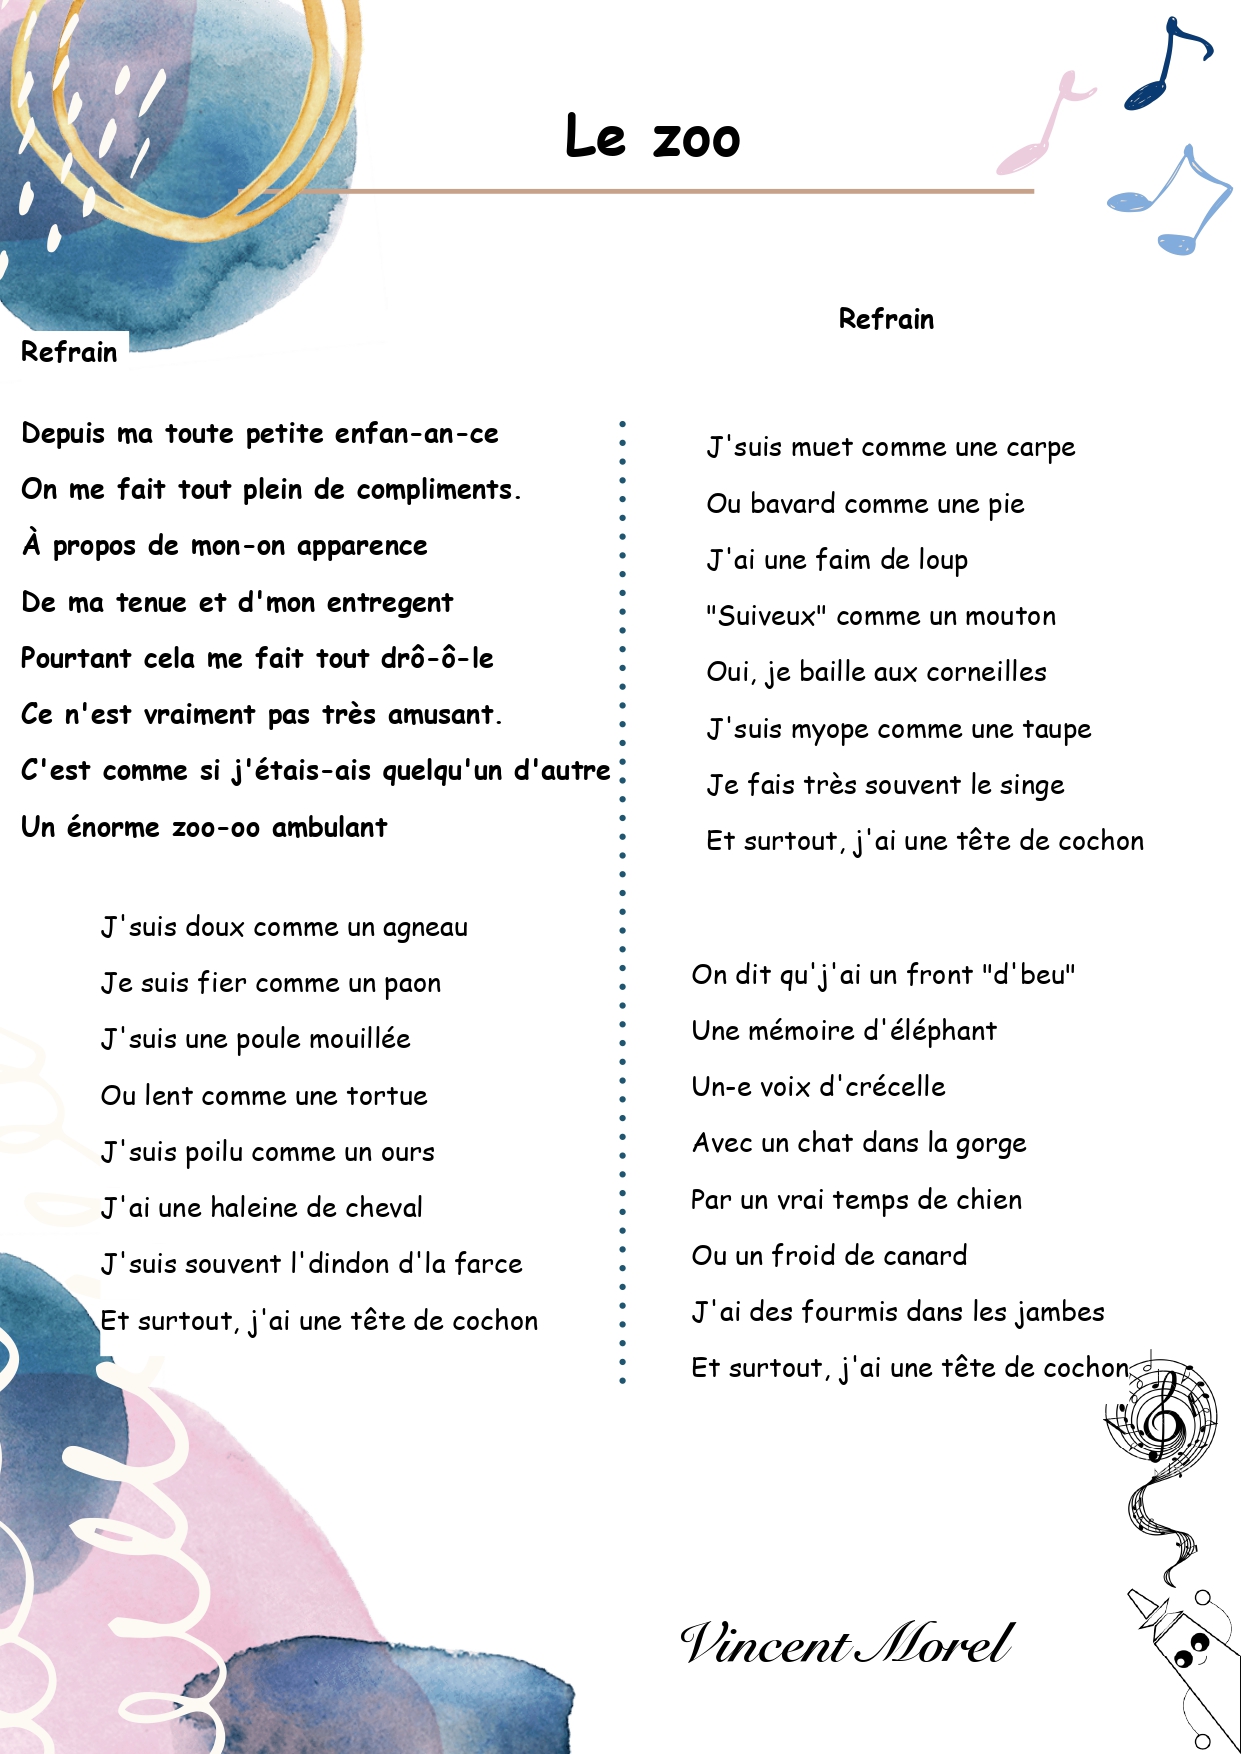 Le zoo
Refrain
Depuis ma toute petite enfan-an-ce
On me fait tout plein de compliments.
À propos de mon-on apparence
De ma tenue et d'mon entregent
Pourtant cela me fait tout drô-ô-le
Ce n'est vraiment pas très amusant.
C'est comme si j'étais-ais quelqu'un d'autre
Un énorme zoo-oo ambulant
J'suis doux comme un agneau
Je suis fier comme un paon
J'suis une poule mouillée
Ou lent comme une tortue
J'suis poilu comme un ours
J'ai une haleine de cheval
J'suis souvent l'dindon d'la farce
Et surtout, j'ai une tête de cochon
Refrain
J'suis muet comme une carpe
Ou bavard comme une pie
J'ai une faim de loup
"Suiveux" comme un mouton
Oui, je baille aux corneilles
J'suis myope comme une taupe
Je fais très souvent le singe
Et surtout, j'ai une tête de cochon
On dit qu'j'ai un front "d'beu"
Une mémoire d'éléphant
Un-e voix d'crécelle
Avec un chat dans la gorge
Par un vrai temps de chien
Ou un froid de canard
J'ai des fourmis dans les jambes
Et surtout, j'ai une tête de cochon
Vincent Morel